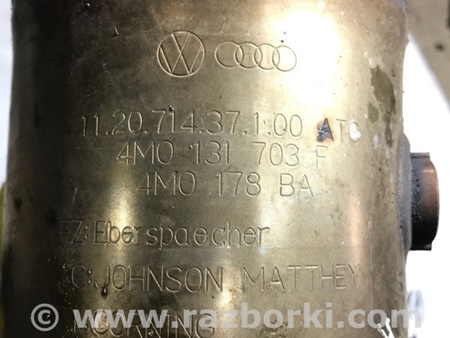 11.20.714.37.1.00 ATC
4M0 131 703 F
4M0 178 BA
FZ:Eberspaecher
C:JOHNSON MATTHEY
CORNING
© www.razborki.com